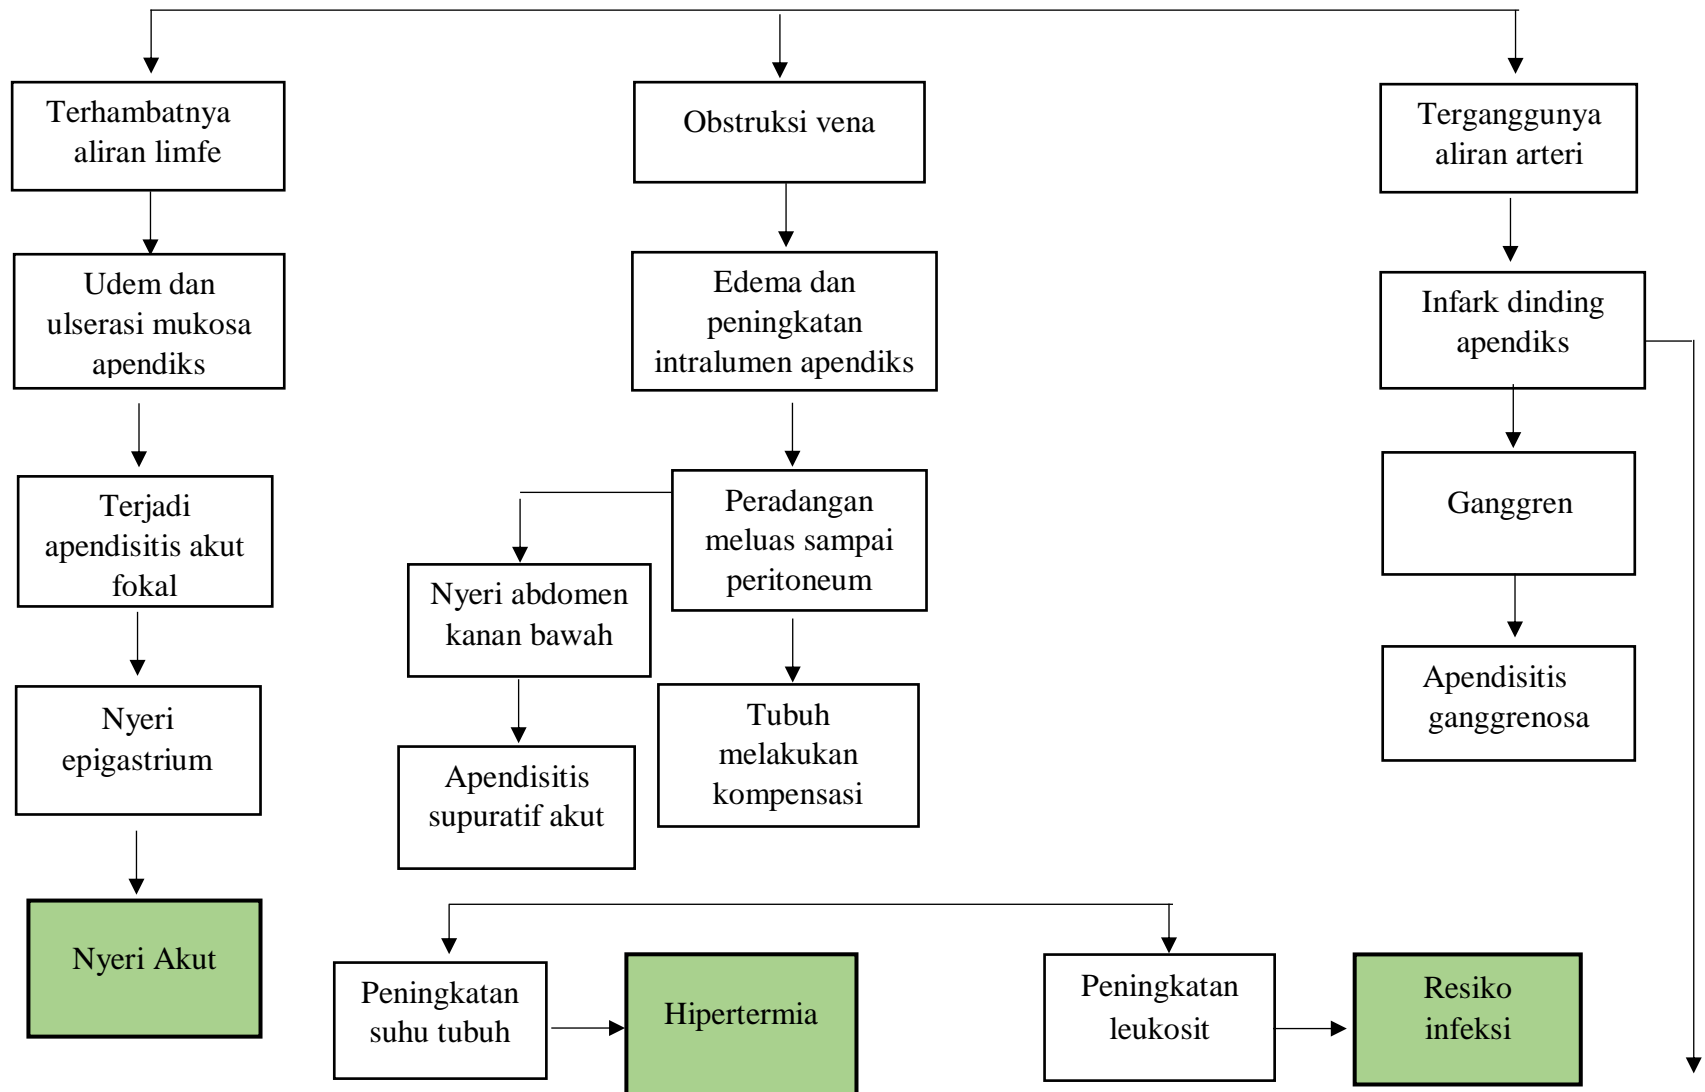 Terhambatnya
aliran limfe
Obstruksi vena
Terganggunya
aliran arteri
Udem dan
ulserasi mukosa
apendiks
Edema dan
peningkatan
intralumen apendiks
Infark dinding
apendiks
Terjadi
apendisitis akut
fokal
Peradangan
meluas sampai
peritoneum
Ganggren
Nyeri abdomen
kanan bawah
Nyeri
epigastrium
Tubuh
melakukan
kompensasi
Apendisitis
ganggrenosa
Apendisitis
supuratif akut
Nyeri Akut
Peningkatan
suhu tubuh
Hipertermia
Peningkatan
leukosit
Resiko
infeksi